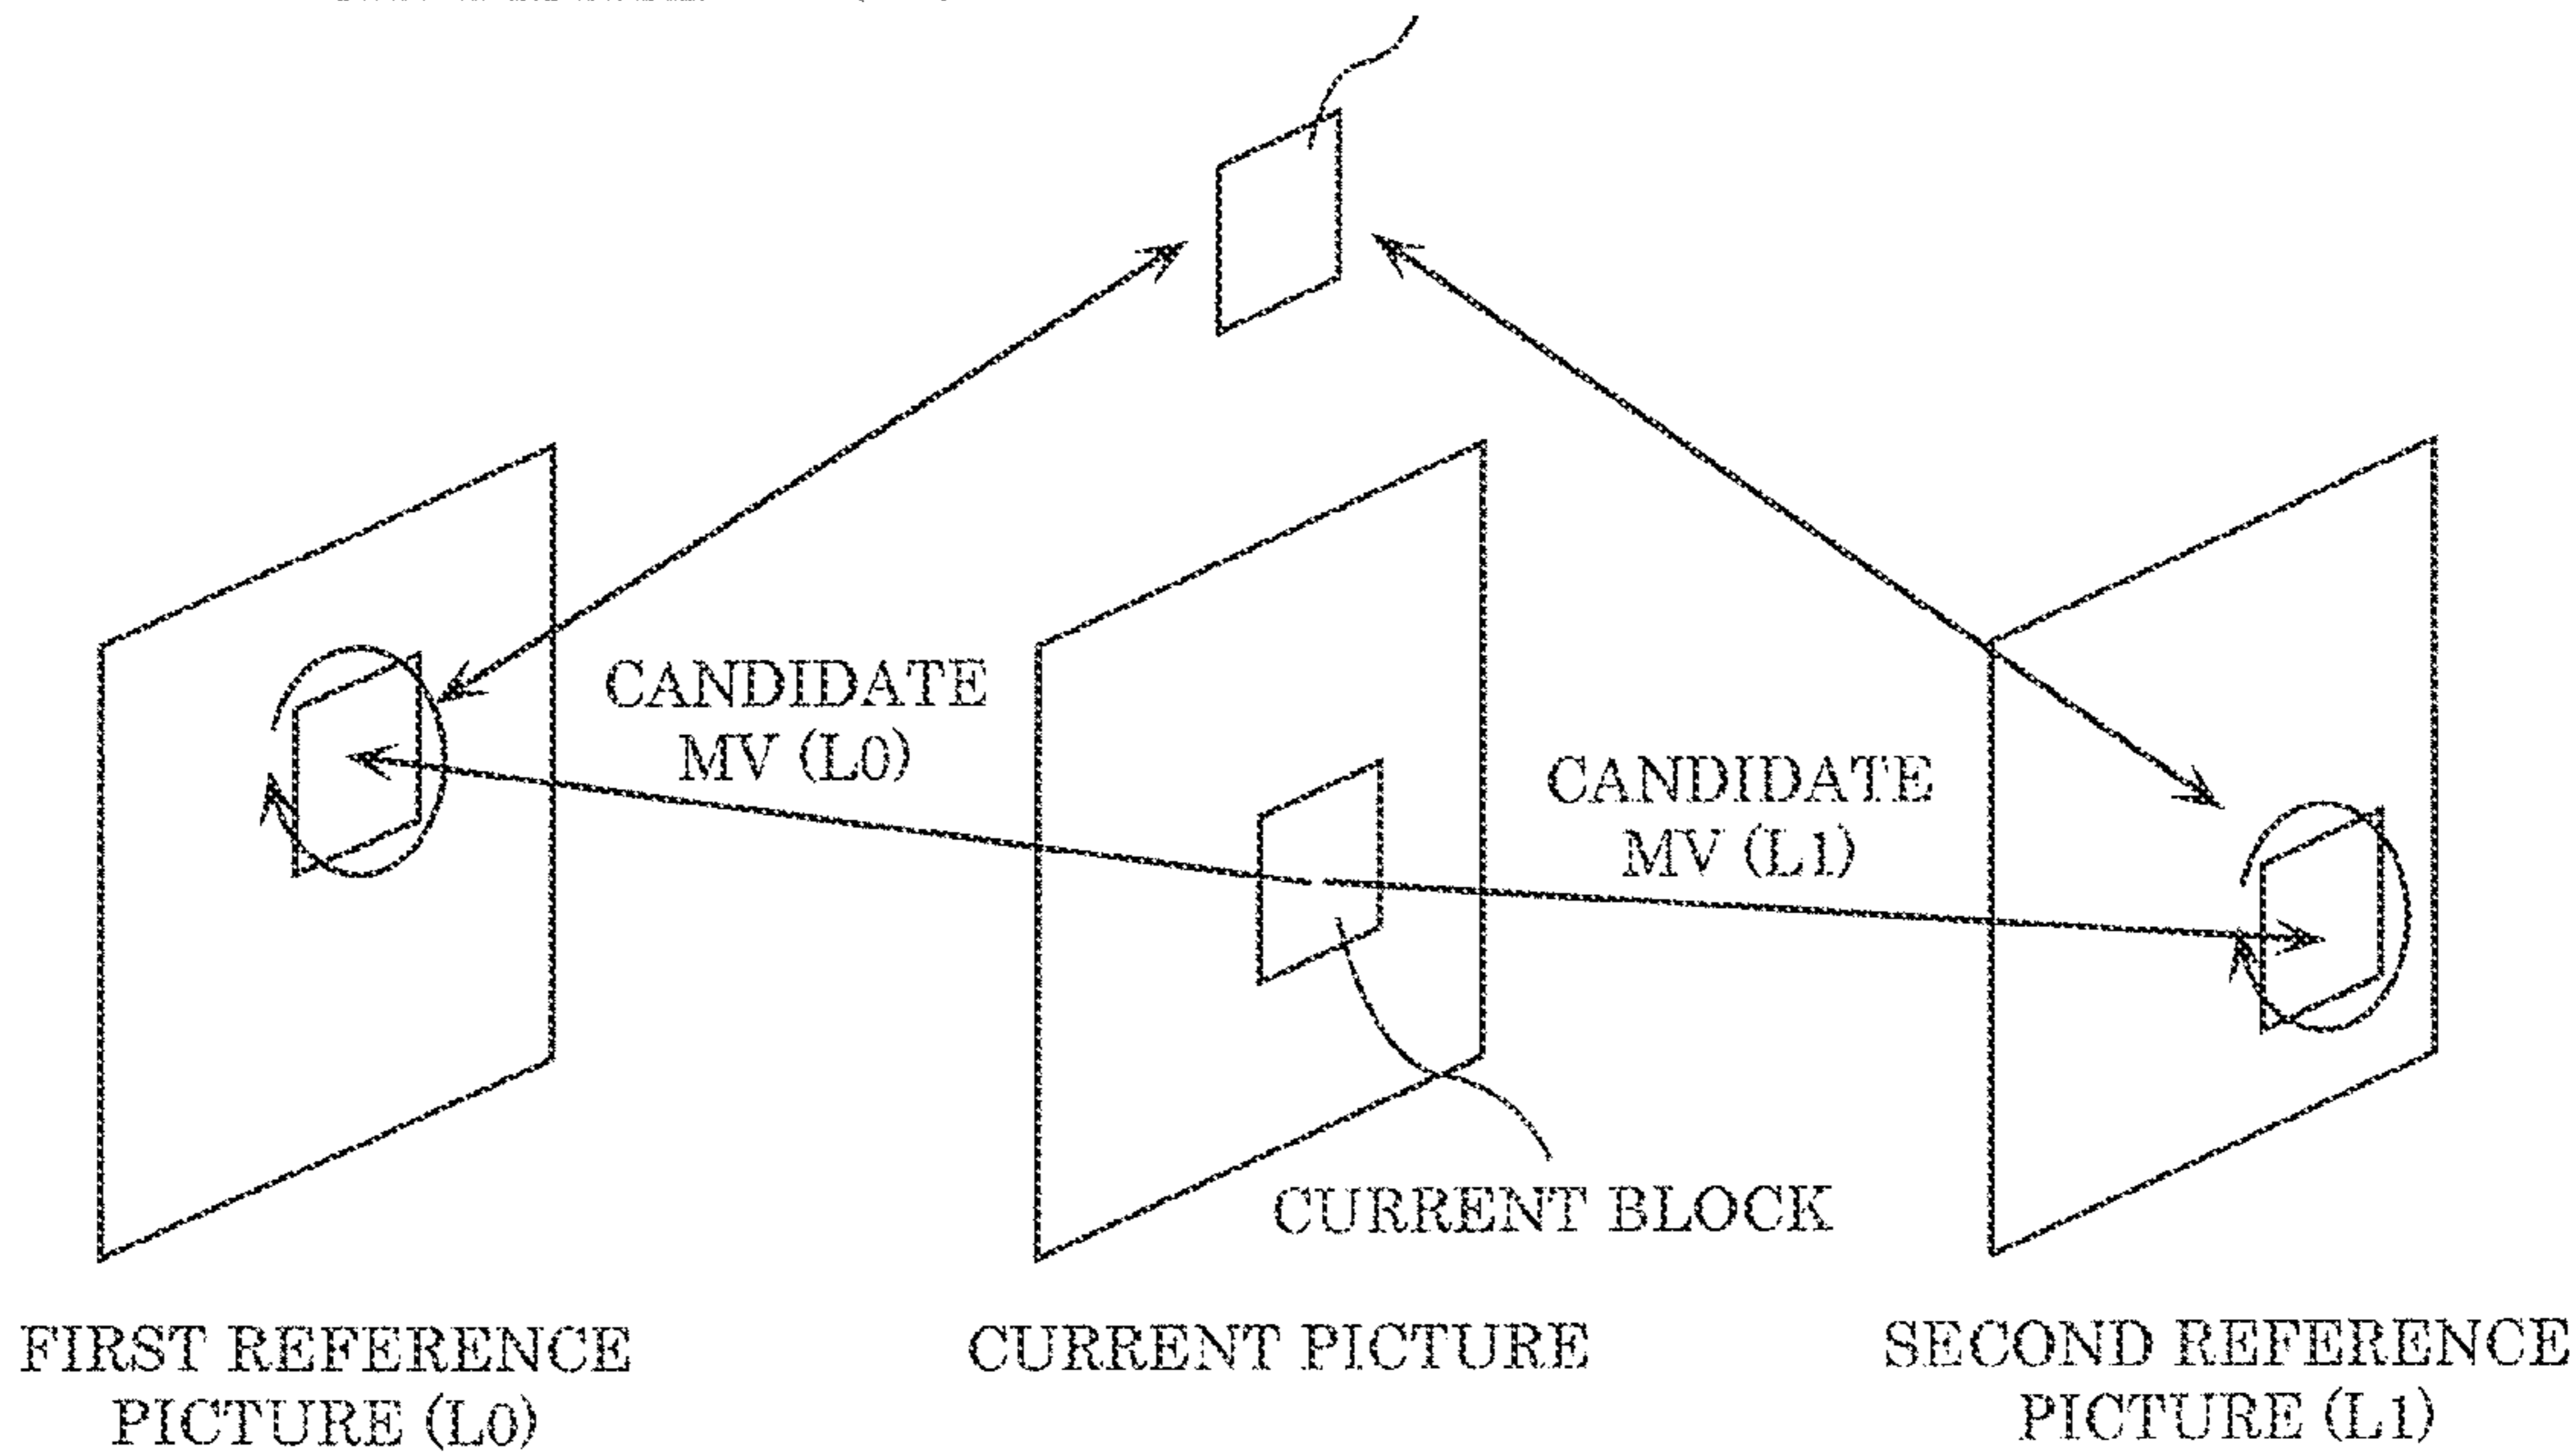 CANDIDATE
MV (L0)
CANDIDATE
MV (L1)
CURRENT BLOCK
FIRST REFERENCE
PICTURE (L0)
CURRENT PICTURE
SECOND REFERENCE
PICTURE (L1)